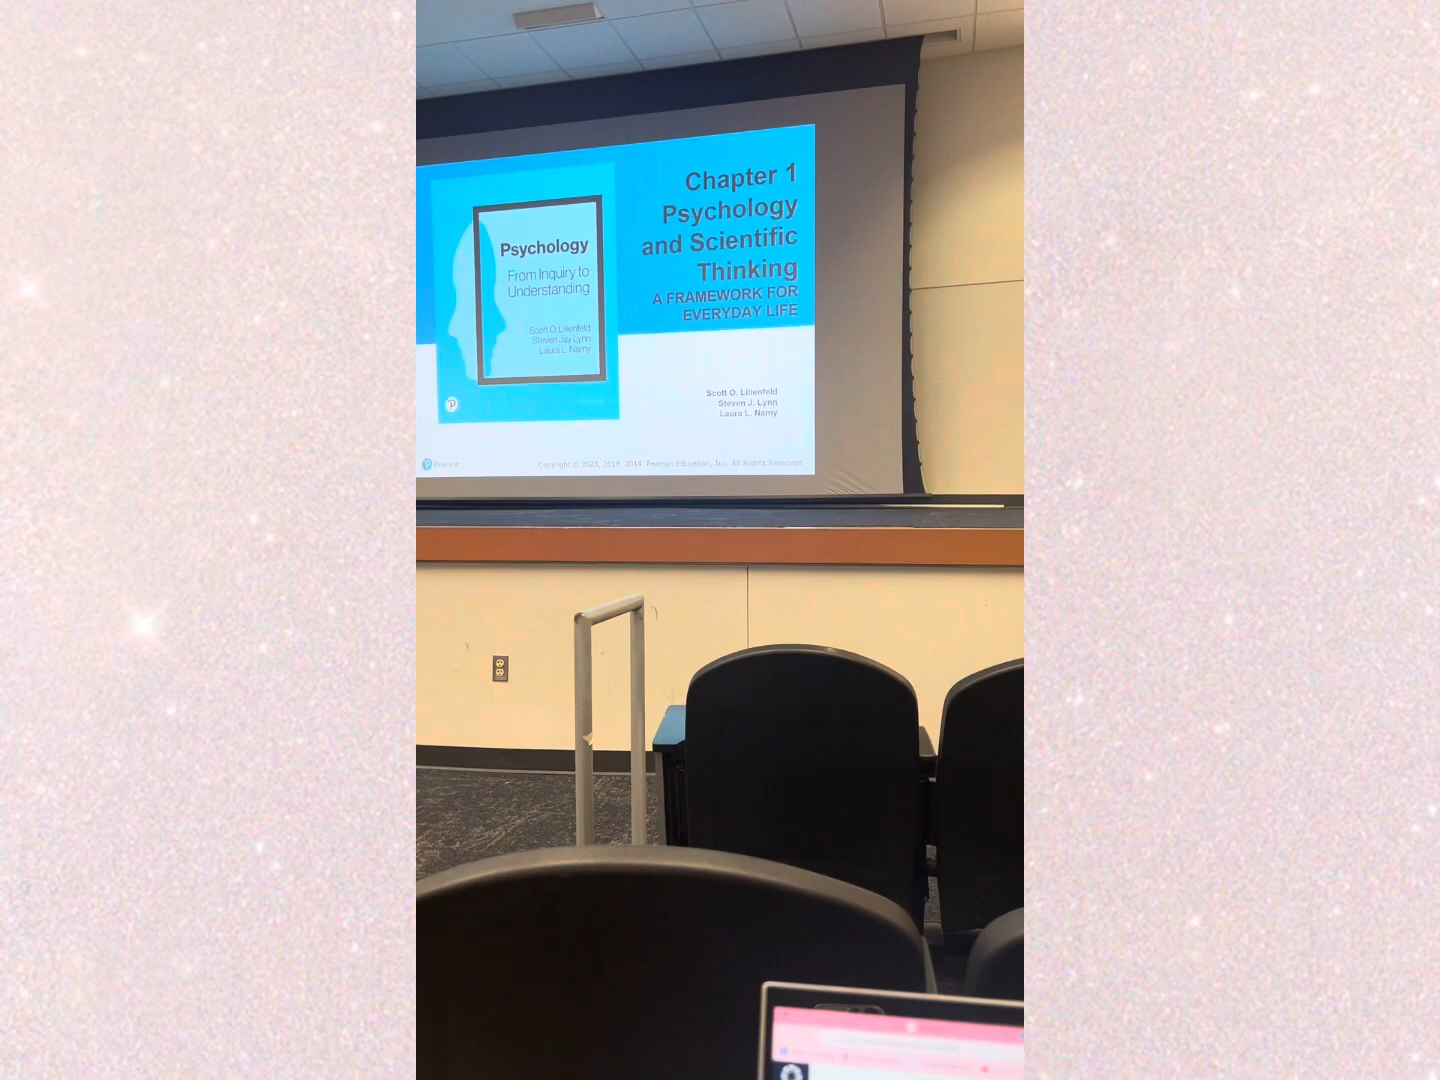 Psychology
From Inquiry to
Understanding
Scott O. Lilienfeld
Steven Jay Lynn
Laura L. Namy
Chapter 1
Psychology
and Scientific
Thinking
A FRAMEWORK FOR
EVERYDAY LIFE
Scott O. Lilienfeld
Steven J. Lynn
Laura L. Namy
Pearson
Copyright © 2023, 2018, 2014 Pearson Education, Inc. All Rights Reserved